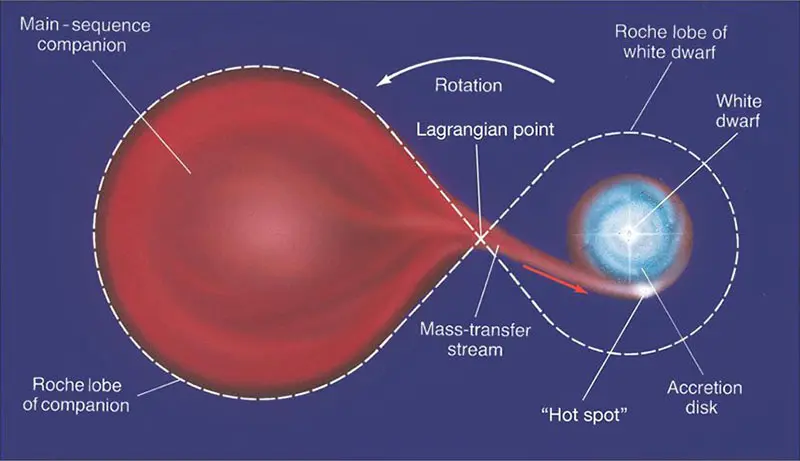 Main-sequence
companion
Rotation
Roche lobe of
white dwarf
White
dwarf
Lagrangian point
Mass-transfer
stream
Roche lobe
of companion
"Hot spot"
Accretion
disk